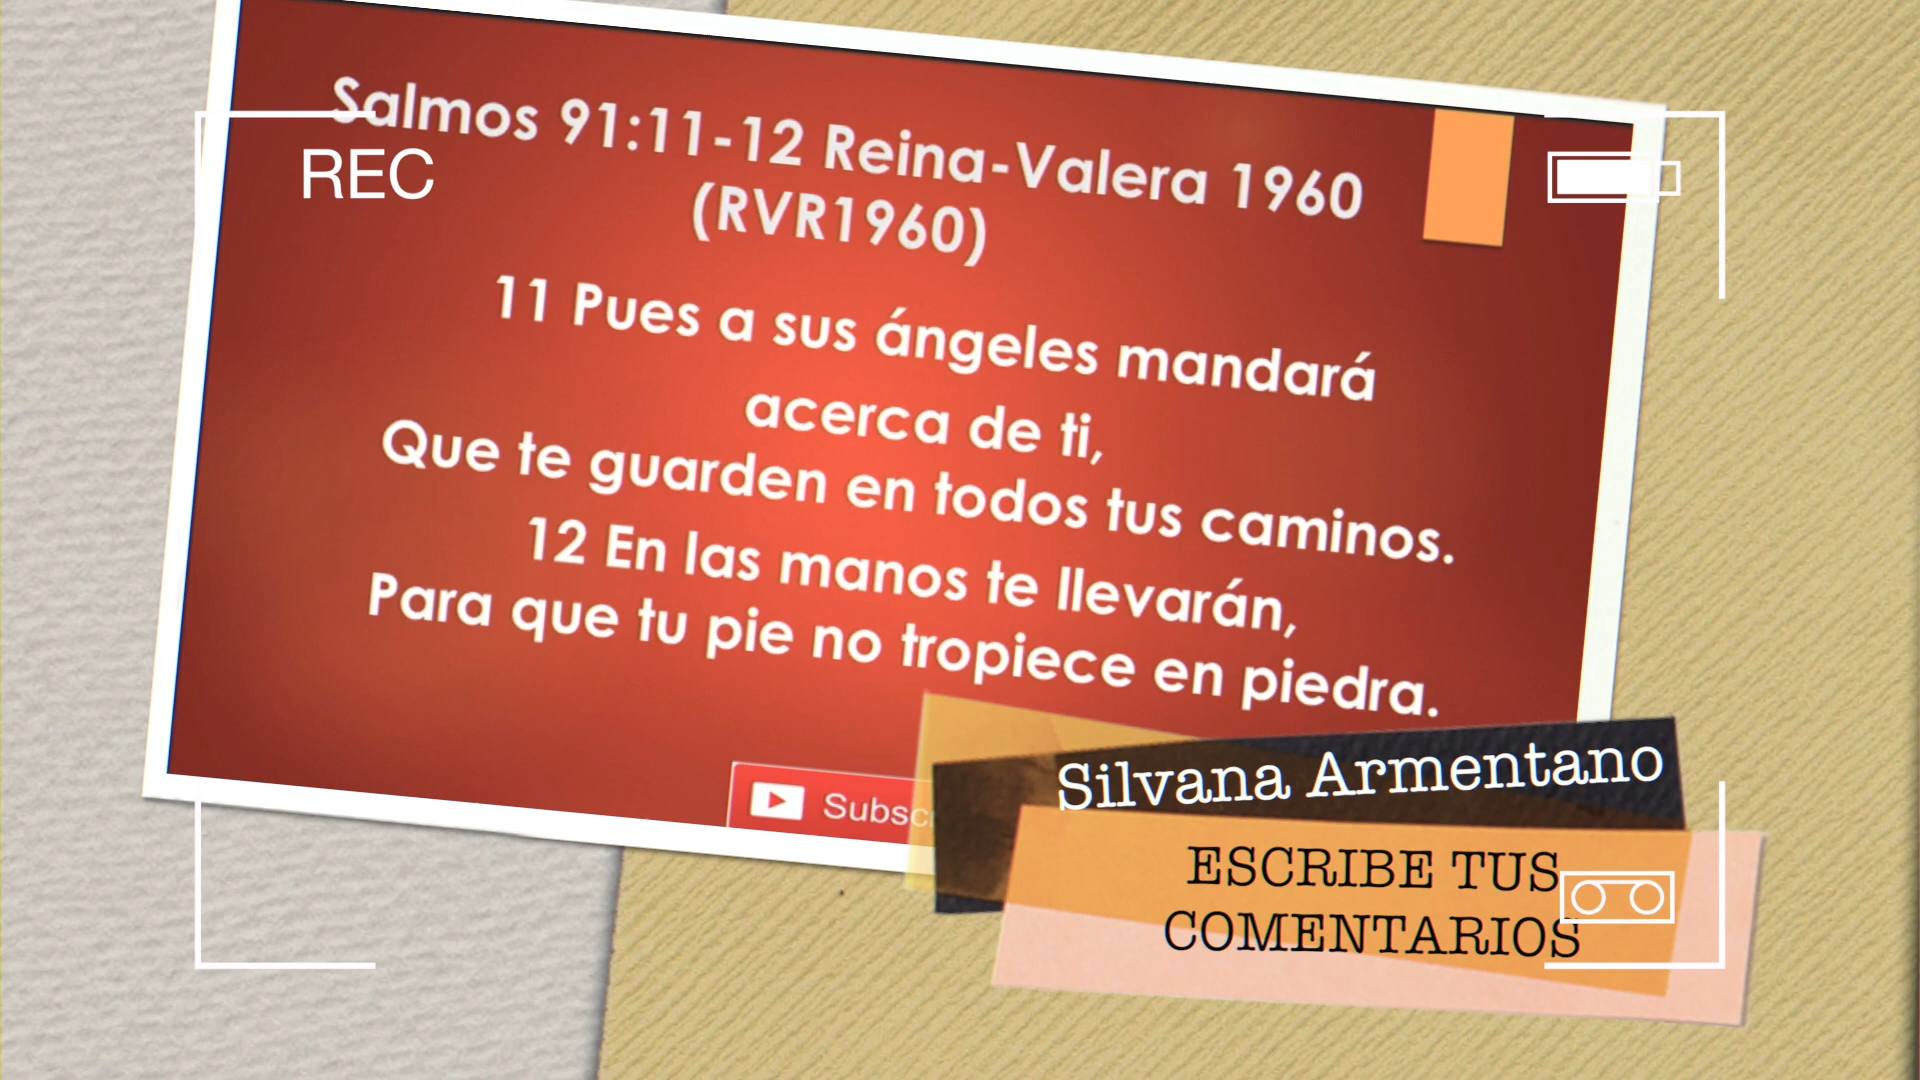 Salmos 91:11-12 Reina-Valera 1960
(RVR1960)
REC
11 Pues a sus ángeles mandará
acerca de ti,
Que te guarden en todos tus caminos.
12 En las manos te llevarán,
Para que tu pie no tropiece en piedra.
Subsc
Silvana Armentano
ESCRIBE TUS
COMENTARIOS